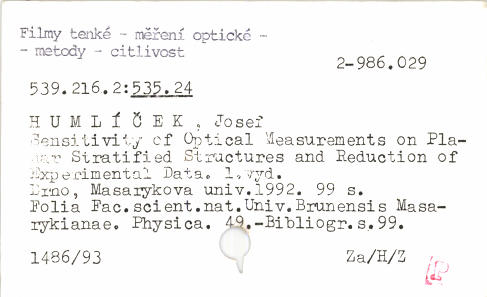 Filmy tenké - měření optické -
- metody - citlivost
2-986.029
539.216.2:535.24
H U M L Í Č E K , Josef
Sensitivity of Optical Measurements on Pla-
nar Stratified Structures and Reduction of
Experimental Data. 1.vyd.
Brno, Masarykova univ.1992. 99 s.
Folia Fac.scient.nat.Univ.Brunensis Masa-
rykianae. Physica. 49.-Bibliogr.s.99.
1486/93 Za/H/Z